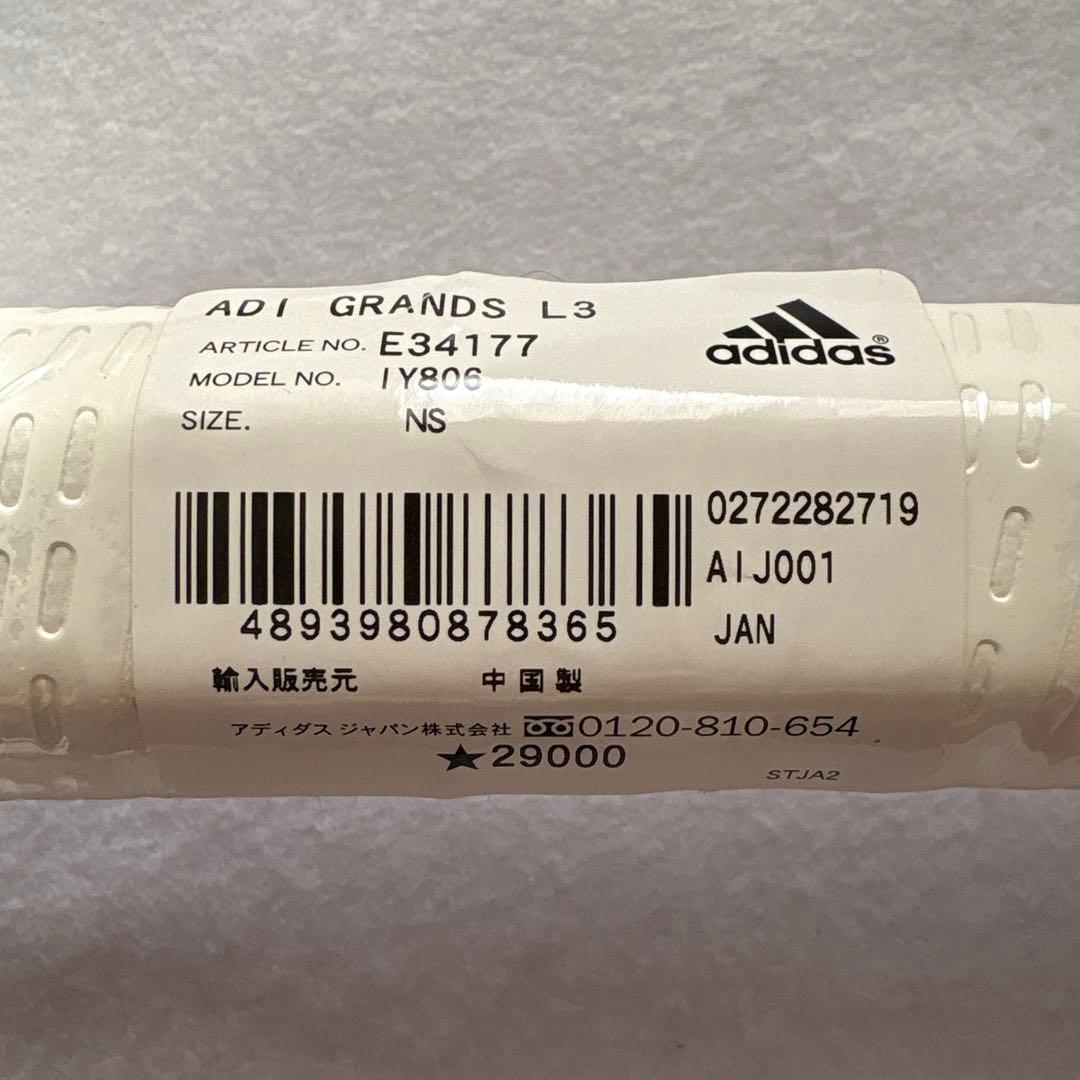 ADI GRANDS L3
adidas®
ARTICLE NO. E34177
MODEL NO. IY806
SIZE. NS
0272282719
AIJ001
4893980878365 JAN
輸入販売元 中国製
アディダス ジャパン株式会社 0120-810-654
★29000
STJA2